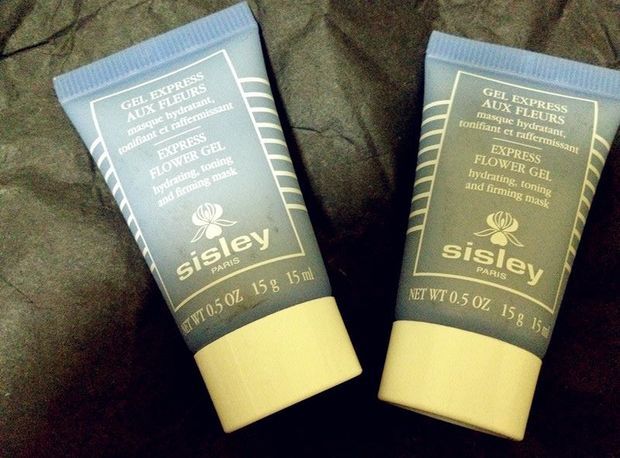 GEL EXPRESS
AUX FLEURS
masque hydratant,
tonifiant et raffermissant
EXPRESS
FLOWER GEL
hydrating, toning
and firming mask
sisley
PARIS
NET WT 0.5 OZ 15 g 15 ml
GEL EXPRESS
AUX FLEURS
masque hydratant,
tonifiant et raffermissant
EXPRESS
FLOWER GEL
hydrating, toning
and firming mask
sisley
PARIS
NET WT 0.5 OZ 15 g 15 ml